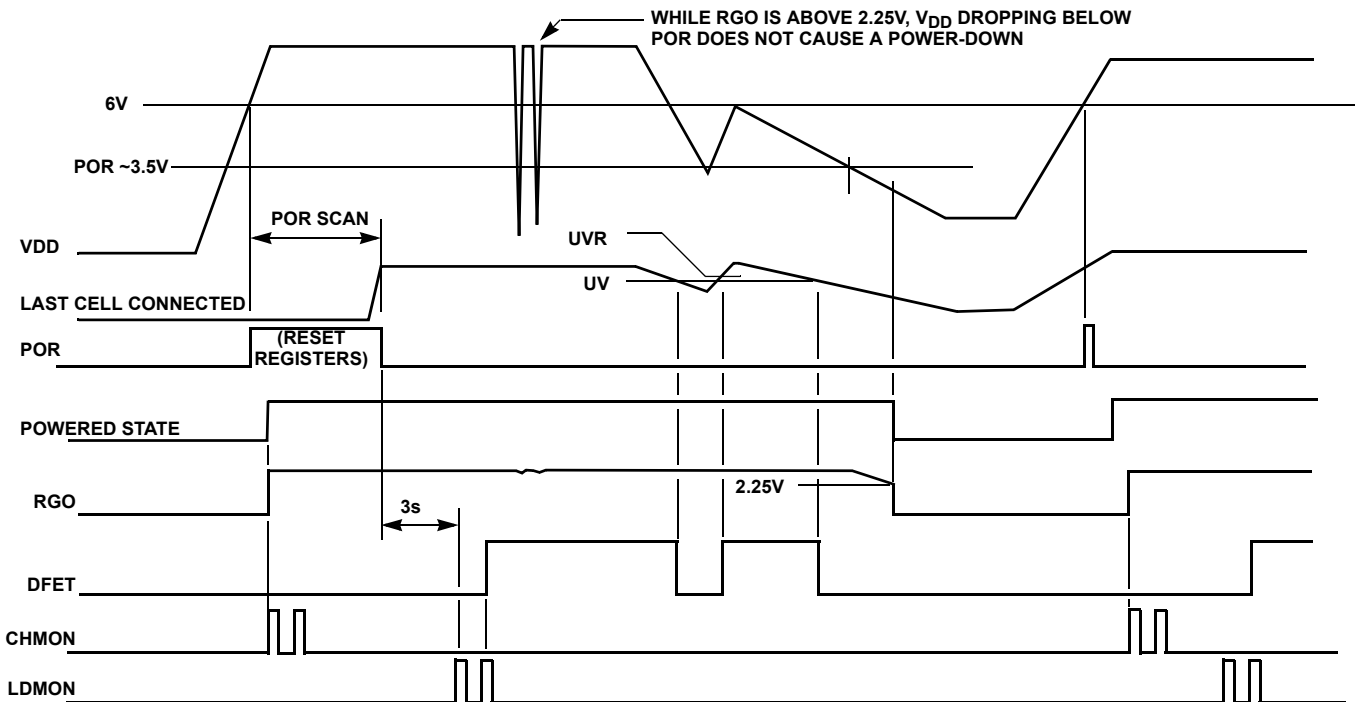 WHILE RGO IS ABOVE 2.25V, VDD DROPPING BELOW
POR DOES NOT CAUSE A POWER-DOWN
6V
POR ~3.5V
POR SCAN
VDD
UVR
UV
LAST CELL CONNECTED
(RESET
REGISTERS)
POR
POWERED STATE
2.25V
RGO
3s
DFET
CHMON
LDMON